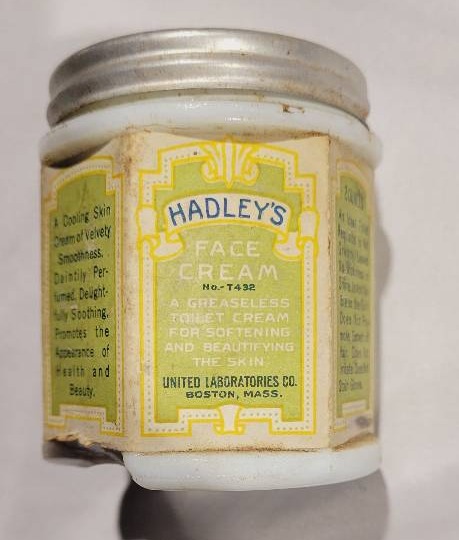 A Cooling Skin
Cream of Velvety
Smoothness.
Daintily Per-
fumed. Delight-
fully Soothing.
Promotes the
Appearance of
Health and
Beauty.
HADLEY'S
FACE
CREAM
No.-T432
A GREASELESS
TOILET CREAM
FOR SOFTENING
AND BEAUTIFYING
THE SKIN.
UNITED LABORATORIES CO.
BOSTON, MASS.